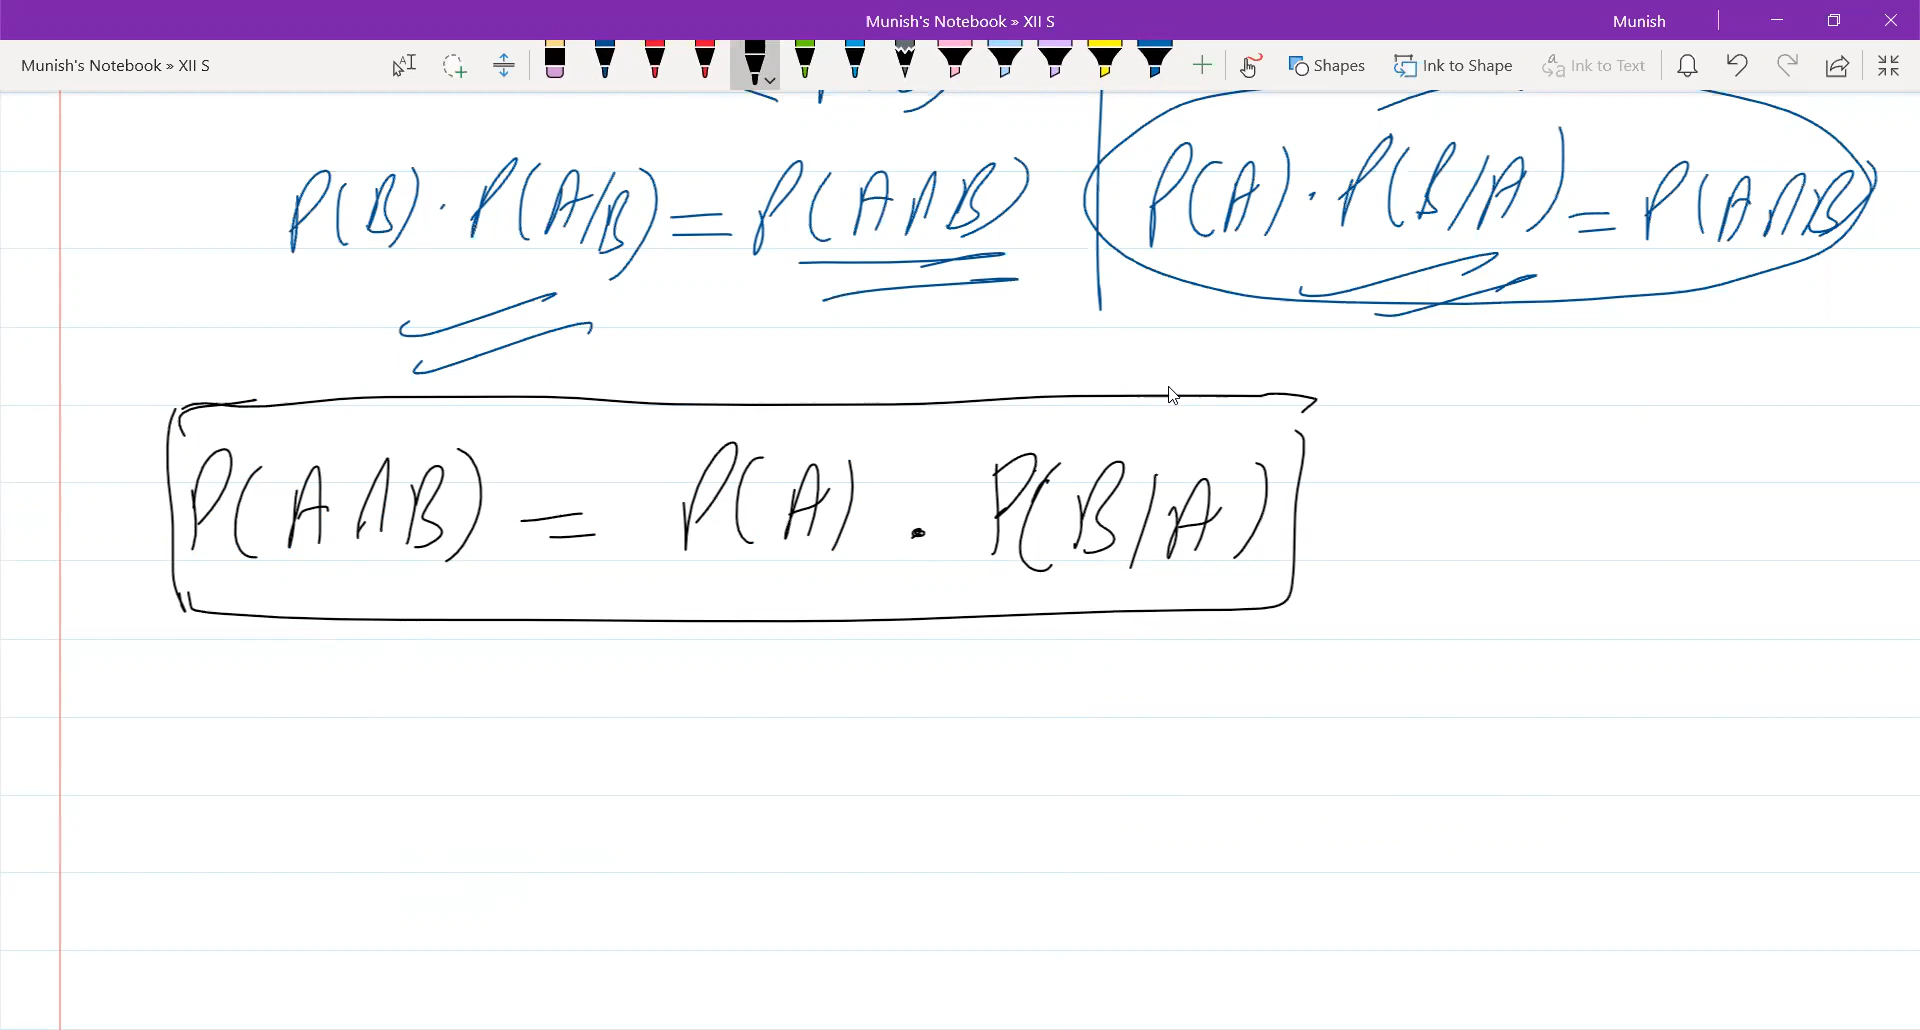 Munish's Notebook » XII S
Munish
Munish's Notebook » XII S
Shapes
Ink to Shape
Ink to Text
P(B) · P(A/B) = P(A∩B)
P(A) · P(B/A) = P(A∩B)
P(A∩B) = P(A) . P(B/A)